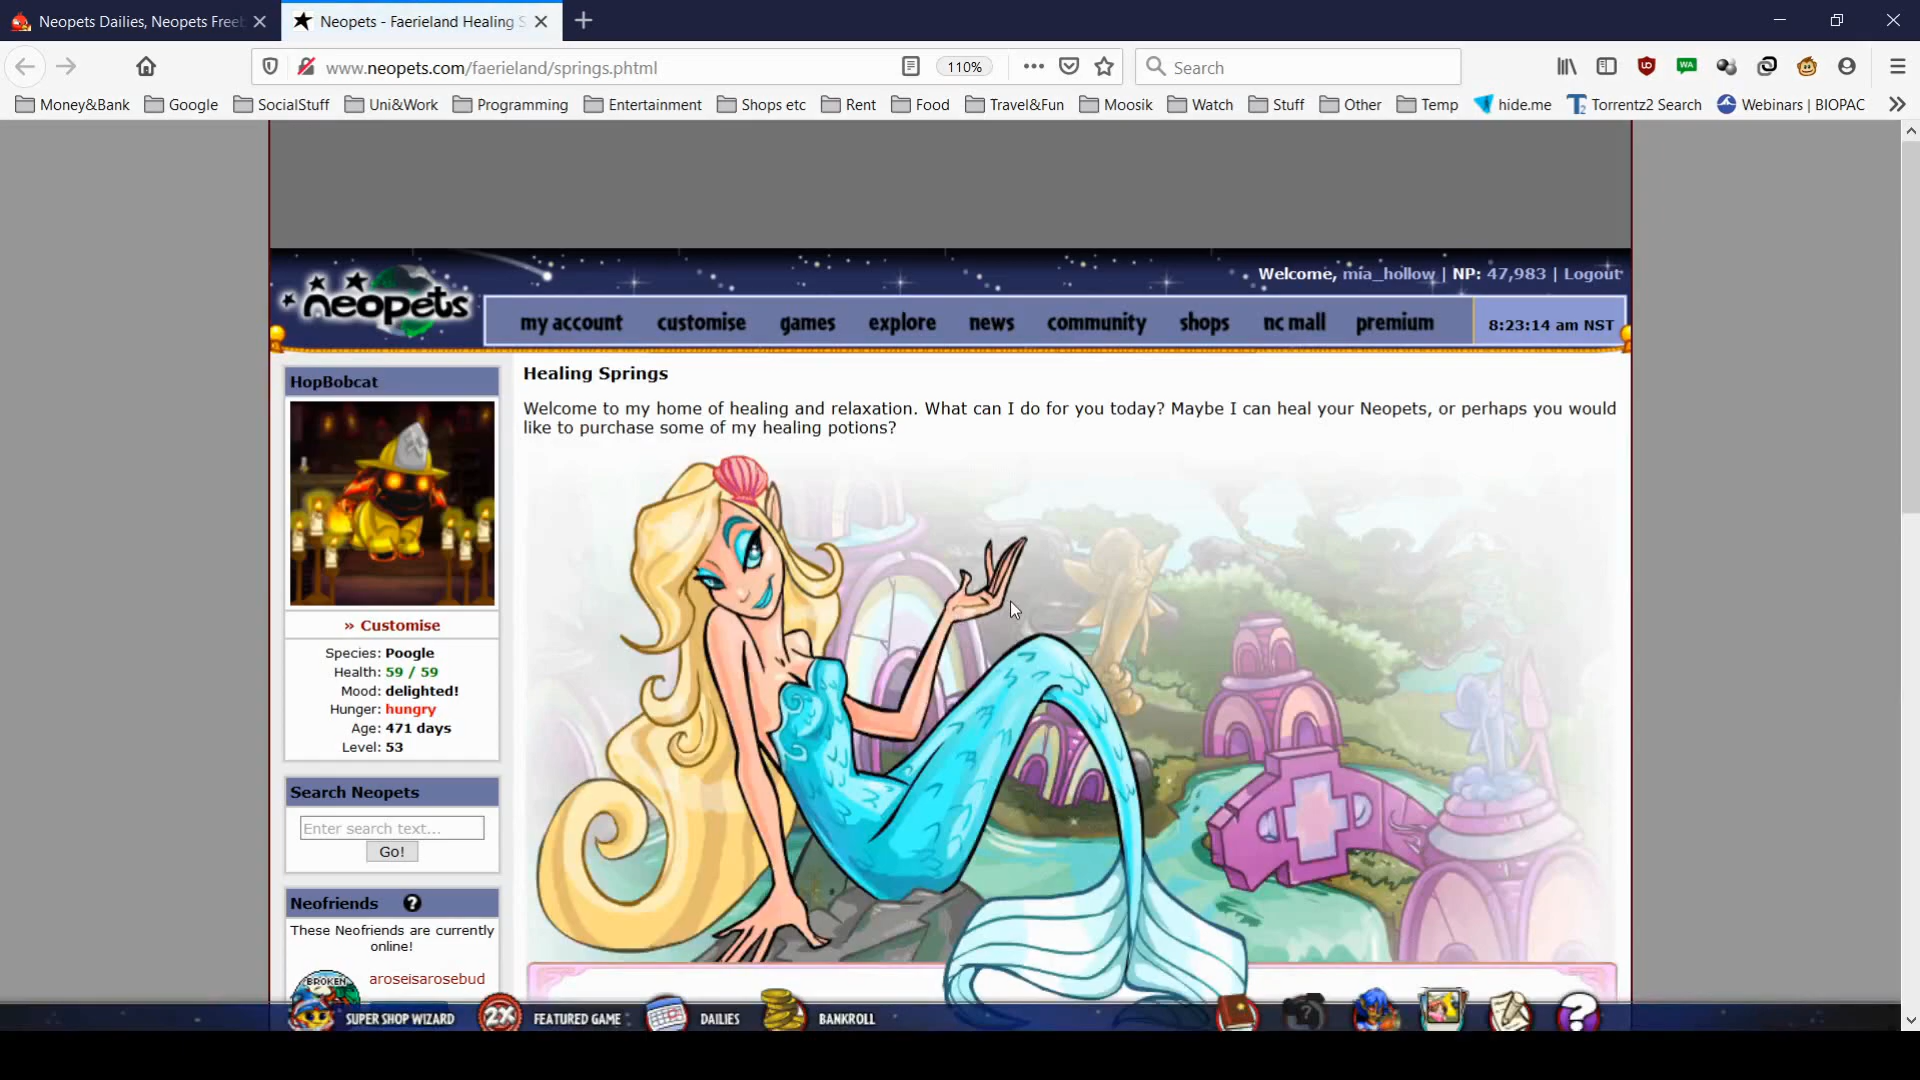 Neopets Dailies, Neopets Freeb
Neopets - Faerieland Healing S
www.neopets.com/faerieland/springs.phtml
110%
Search
Money&Bank
Google
SocialStuff
Uni&Work
Programming
Entertainment
Shops etc
Rent
Food
Travel&Fun
Moosik
Watch
Stuff
Other
Temp
hide.me
Torrentz2 Search
Webinars | BIOPAC
neopets
Welcome, mia_hollow | NP: 47,983 | Logout
my account
customise
games
explore
news
community
shops
nc mall
premium
8:23:14 am NST
HopBobcat
» Customise
Species: Poogle
Health: 59 / 59
Mood: delighted!
Hunger: hungry
Age: 471 days
Level: 53
Search Neopets
Enter search text...
Go!
Neofriends ?
These Neofriends are currently
online!
BROKEN
aroseisarosebud
Healing Springs
Welcome to my home of healing and relaxation. What can I do for you today? Maybe I can heal your Neopets, or perhaps you would
like to purchase some of my healing potions?
SUPER SHOP WIZARD
2X
FEATURED GAME
DAILIES
BANKROLL
?